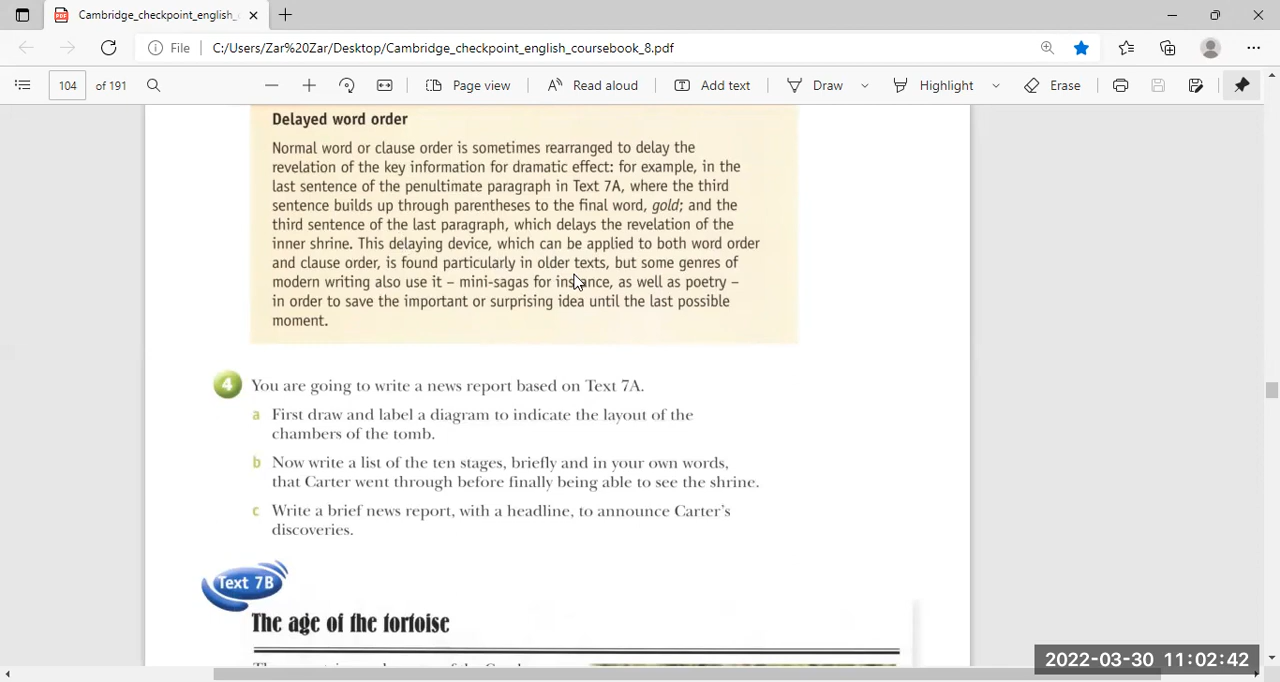 Cambridge_checkpoint_english_
File
C:/Users/Zar%20Zar/Desktop/Cambridge_checkpoint_english_coursebook_8.pdf
104 of 191
Page view
Read aloud
Add text
Draw
Highlight
Erase
Delayed word order
Normal word or clause order is sometimes rearranged to delay the
revelation of the key information for dramatic effect: for example, in the
last sentence of the penultimate paragraph in Text 7A, where the third
sentence builds up through parentheses to the final word, gold; and the
third sentence of the last paragraph, which delays the revelation of the
inner shrine. This delaying device, which can be applied to both word order
and clause order, is found particularly in older texts, but some genres of
modern writing also use it – mini-sagas for instance, as well as poetry –
in order to save the important or surprising idea until the last possible
moment.
4 You are going to write a news report based on Text 7A.
a First draw and label a diagram to indicate the layout of the
chambers of the tomb.
b Now write a list of the ten stages, briefly and in your own words,
that Carter went through before finally being able to see the shrine.
c Write a brief news report, with a headline, to announce Carter's
discoveries.
Text 7B
The age of the tortoise
2022-03-30 11:02:42